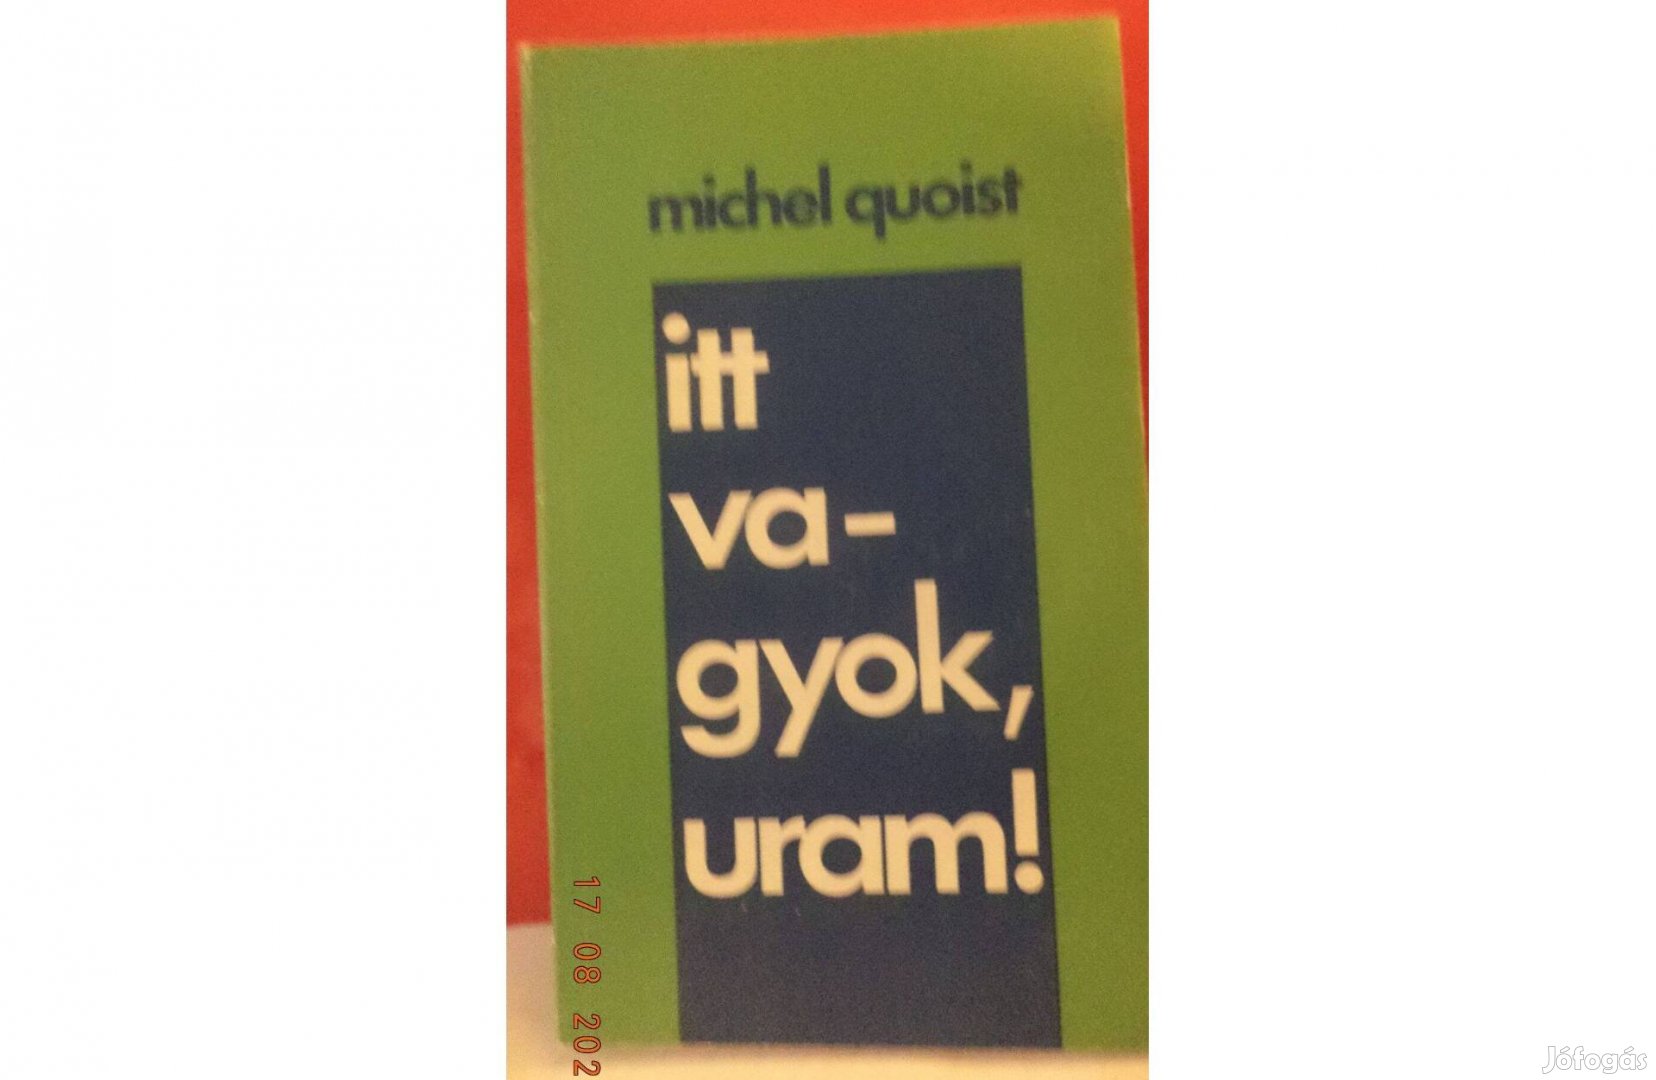 michel quoist
itt
va-
gyok,
uram!
17 08 202
Jófogás